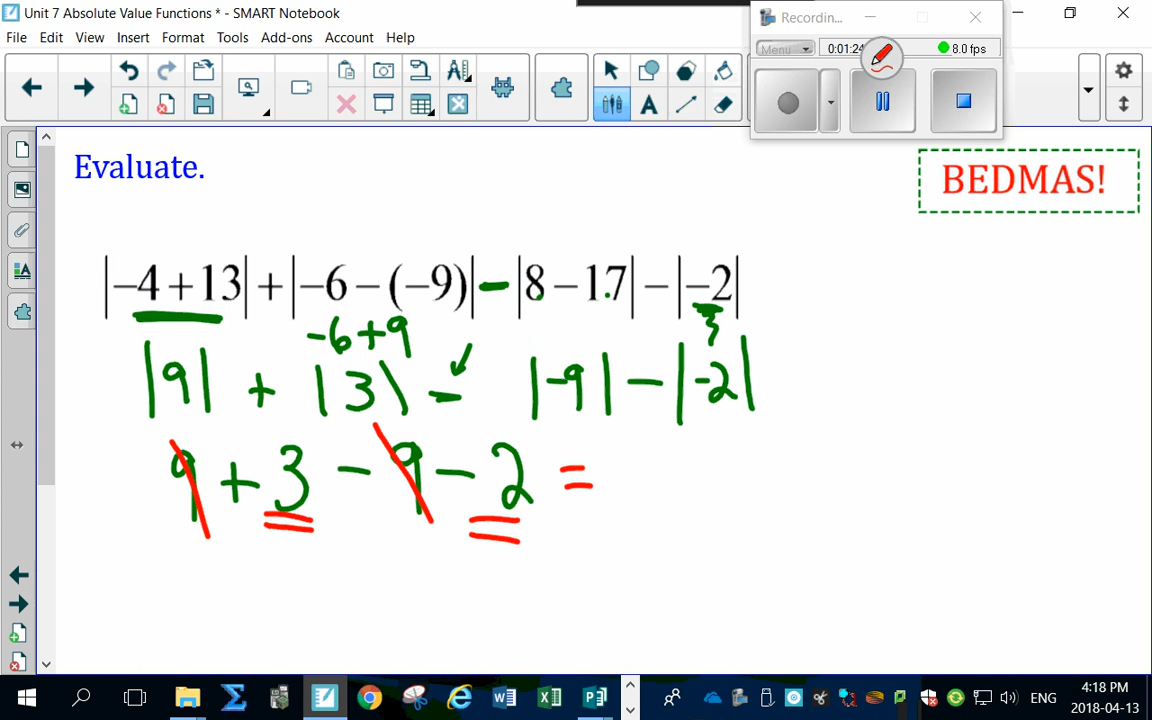 Unit 7 Absolute Value Functions * - SMART Notebook
Recordin...
File Edit View Insert Format Tools Add-ons Account Help
Menu 0:01:24 8.0 fps
Evaluate.
BEDMAS!
|−4+13|+|−6−(−9)|−|8−17|−|−2|
-6+9
|9| + |3| - |-9| - |-2|
9 + 3 - 9 - 2 =
ENG
4:18 PM
2018-04-13